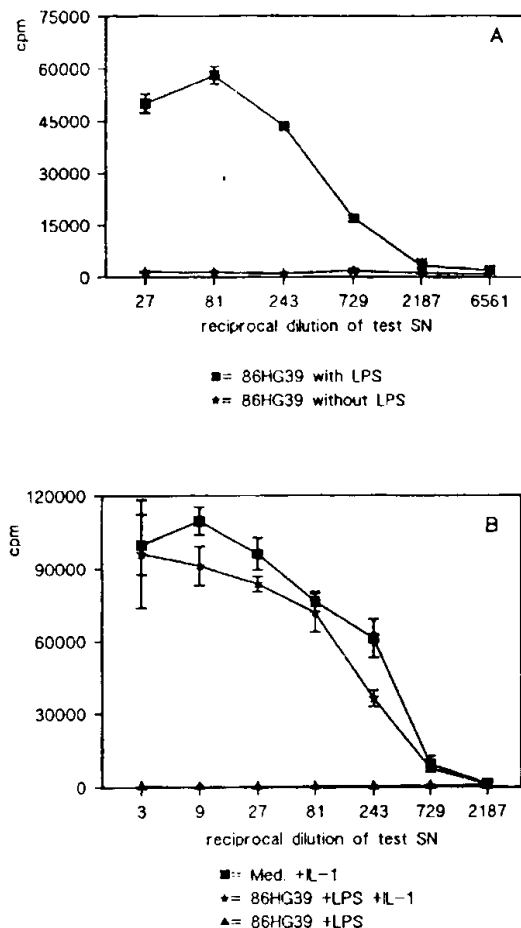 75000
cpm
A
60000
45000
30000
15000
0
27 81 243 729 2187 6561
reciprocal dilution of test SN
■= 86HG39 with LPS
★= 86HG39 without LPS
120000
cpm
B
90000
60000
30000
0
3 9 27 81 243 729 2187
reciprocal dilution of test SN
■= Med. +IL-1
★= 86HG39 +LPS +IL-1
▲= 86HG39 +LPS